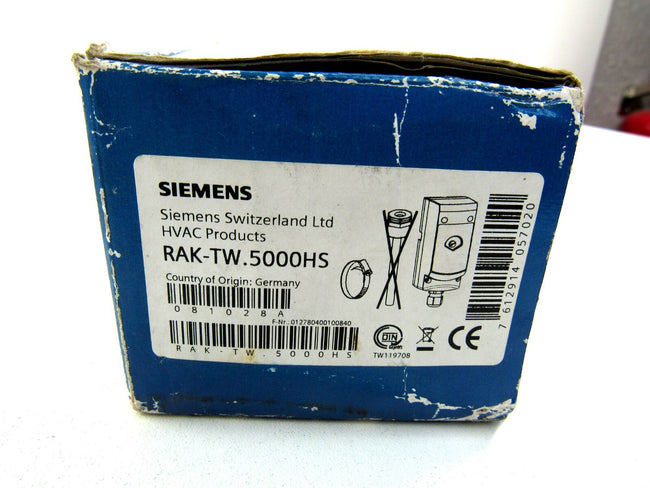 SIEMENS
Siemens Switzerland Ltd
HVAC Products
RAK-TW.5000HS
Country of Origin: Germany
081028A
F-Nr.: 012780400100840
RAK-TW.5000HS
DIN
TW119708
CE
7 612914 057020